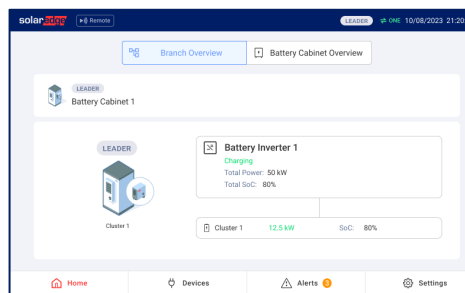 solaredge Remote LEADER ONE 10/08/2023 21:20
Branch Overview Battery Cabinet Overview
LEADER
Battery Cabinet 1
LEADER
Cluster 1
Battery Inverter 1
Charging
Total Power: 50 kW
Total SoC: 80%
Cluster 1 12.5 kW SoC: 80%
Home Devices Alerts 3 Settings